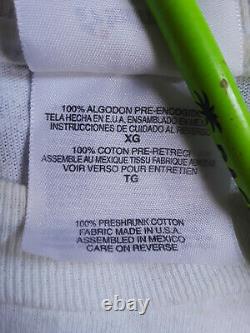 100% ALGODON PRE-ENCOGIDO
TELA HECHA EN E.U.A. ENSAMBLADO EN MEXICO
INSTRUCCIONES DE CUIDADO AL REVERSO
XG
100% COTON PRE-RETRECI
ASSEMBLE AU MEXIQUE TISSU FABRIQUE
VOIR VERSO POUR ENTRETIEN
TG
100% PRESHRUNK COTTON
FABRIC MADE IN U.S.A.
ASSEMBLED IN MEXICO
CARE ON REVERSE